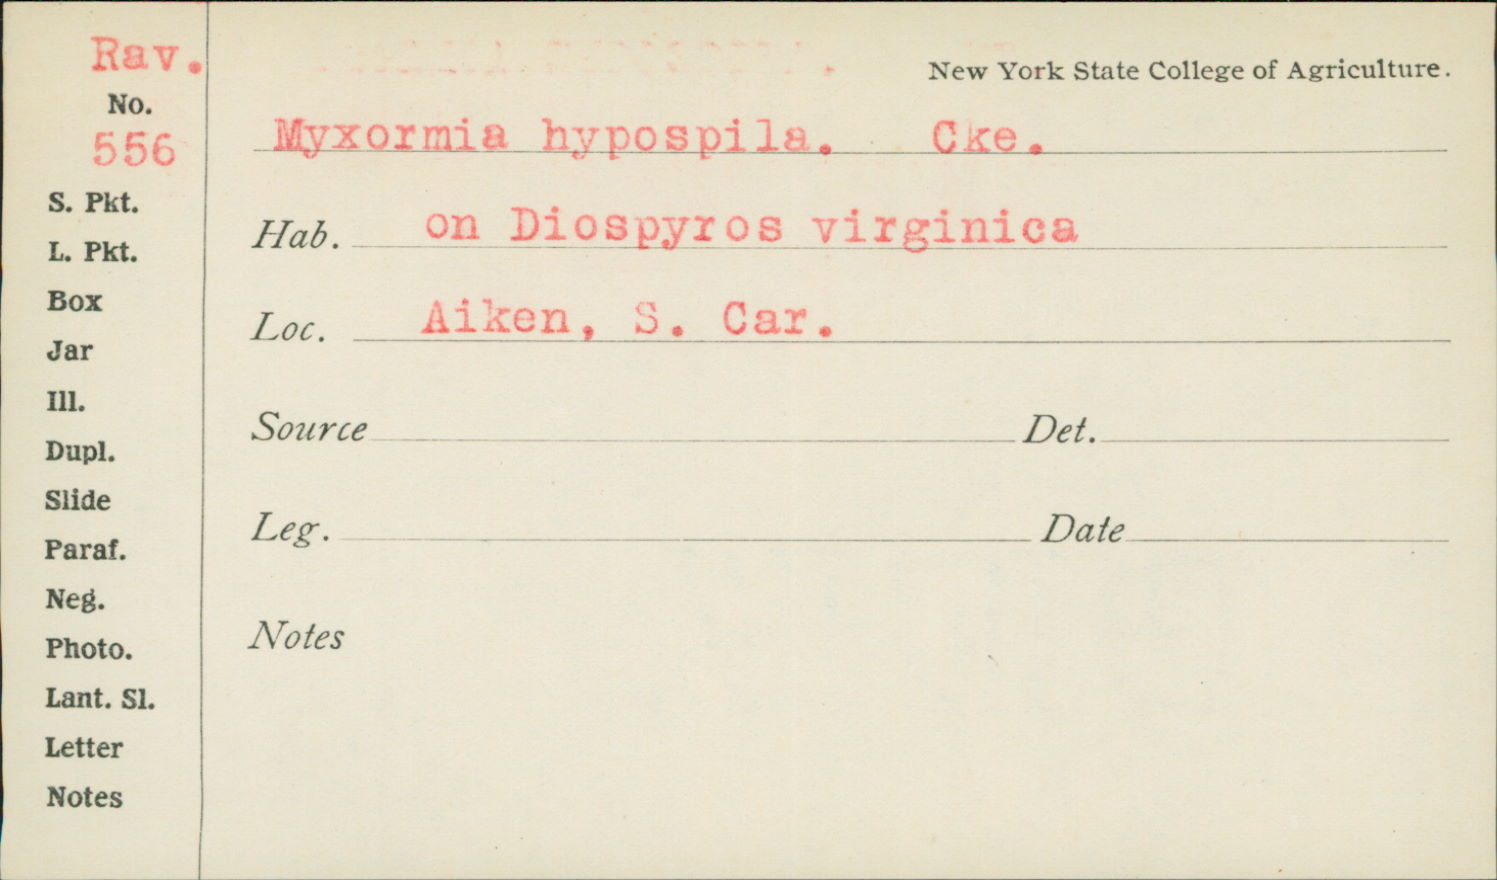 Rav.
New York State College of Agriculture.
No.
556
Myxormia hypospila. Cke.
S. Pkt.
Hab. on Diospyros virginica
L. Pkt.
Box
Loc. Aiken, S. Car.
Jar
Ill.
Source Det.
Dupl.
Slide
Leg. Date
Paraf.
Neg.
Notes
Photo.
Lant. Sl.
Letter
Notes